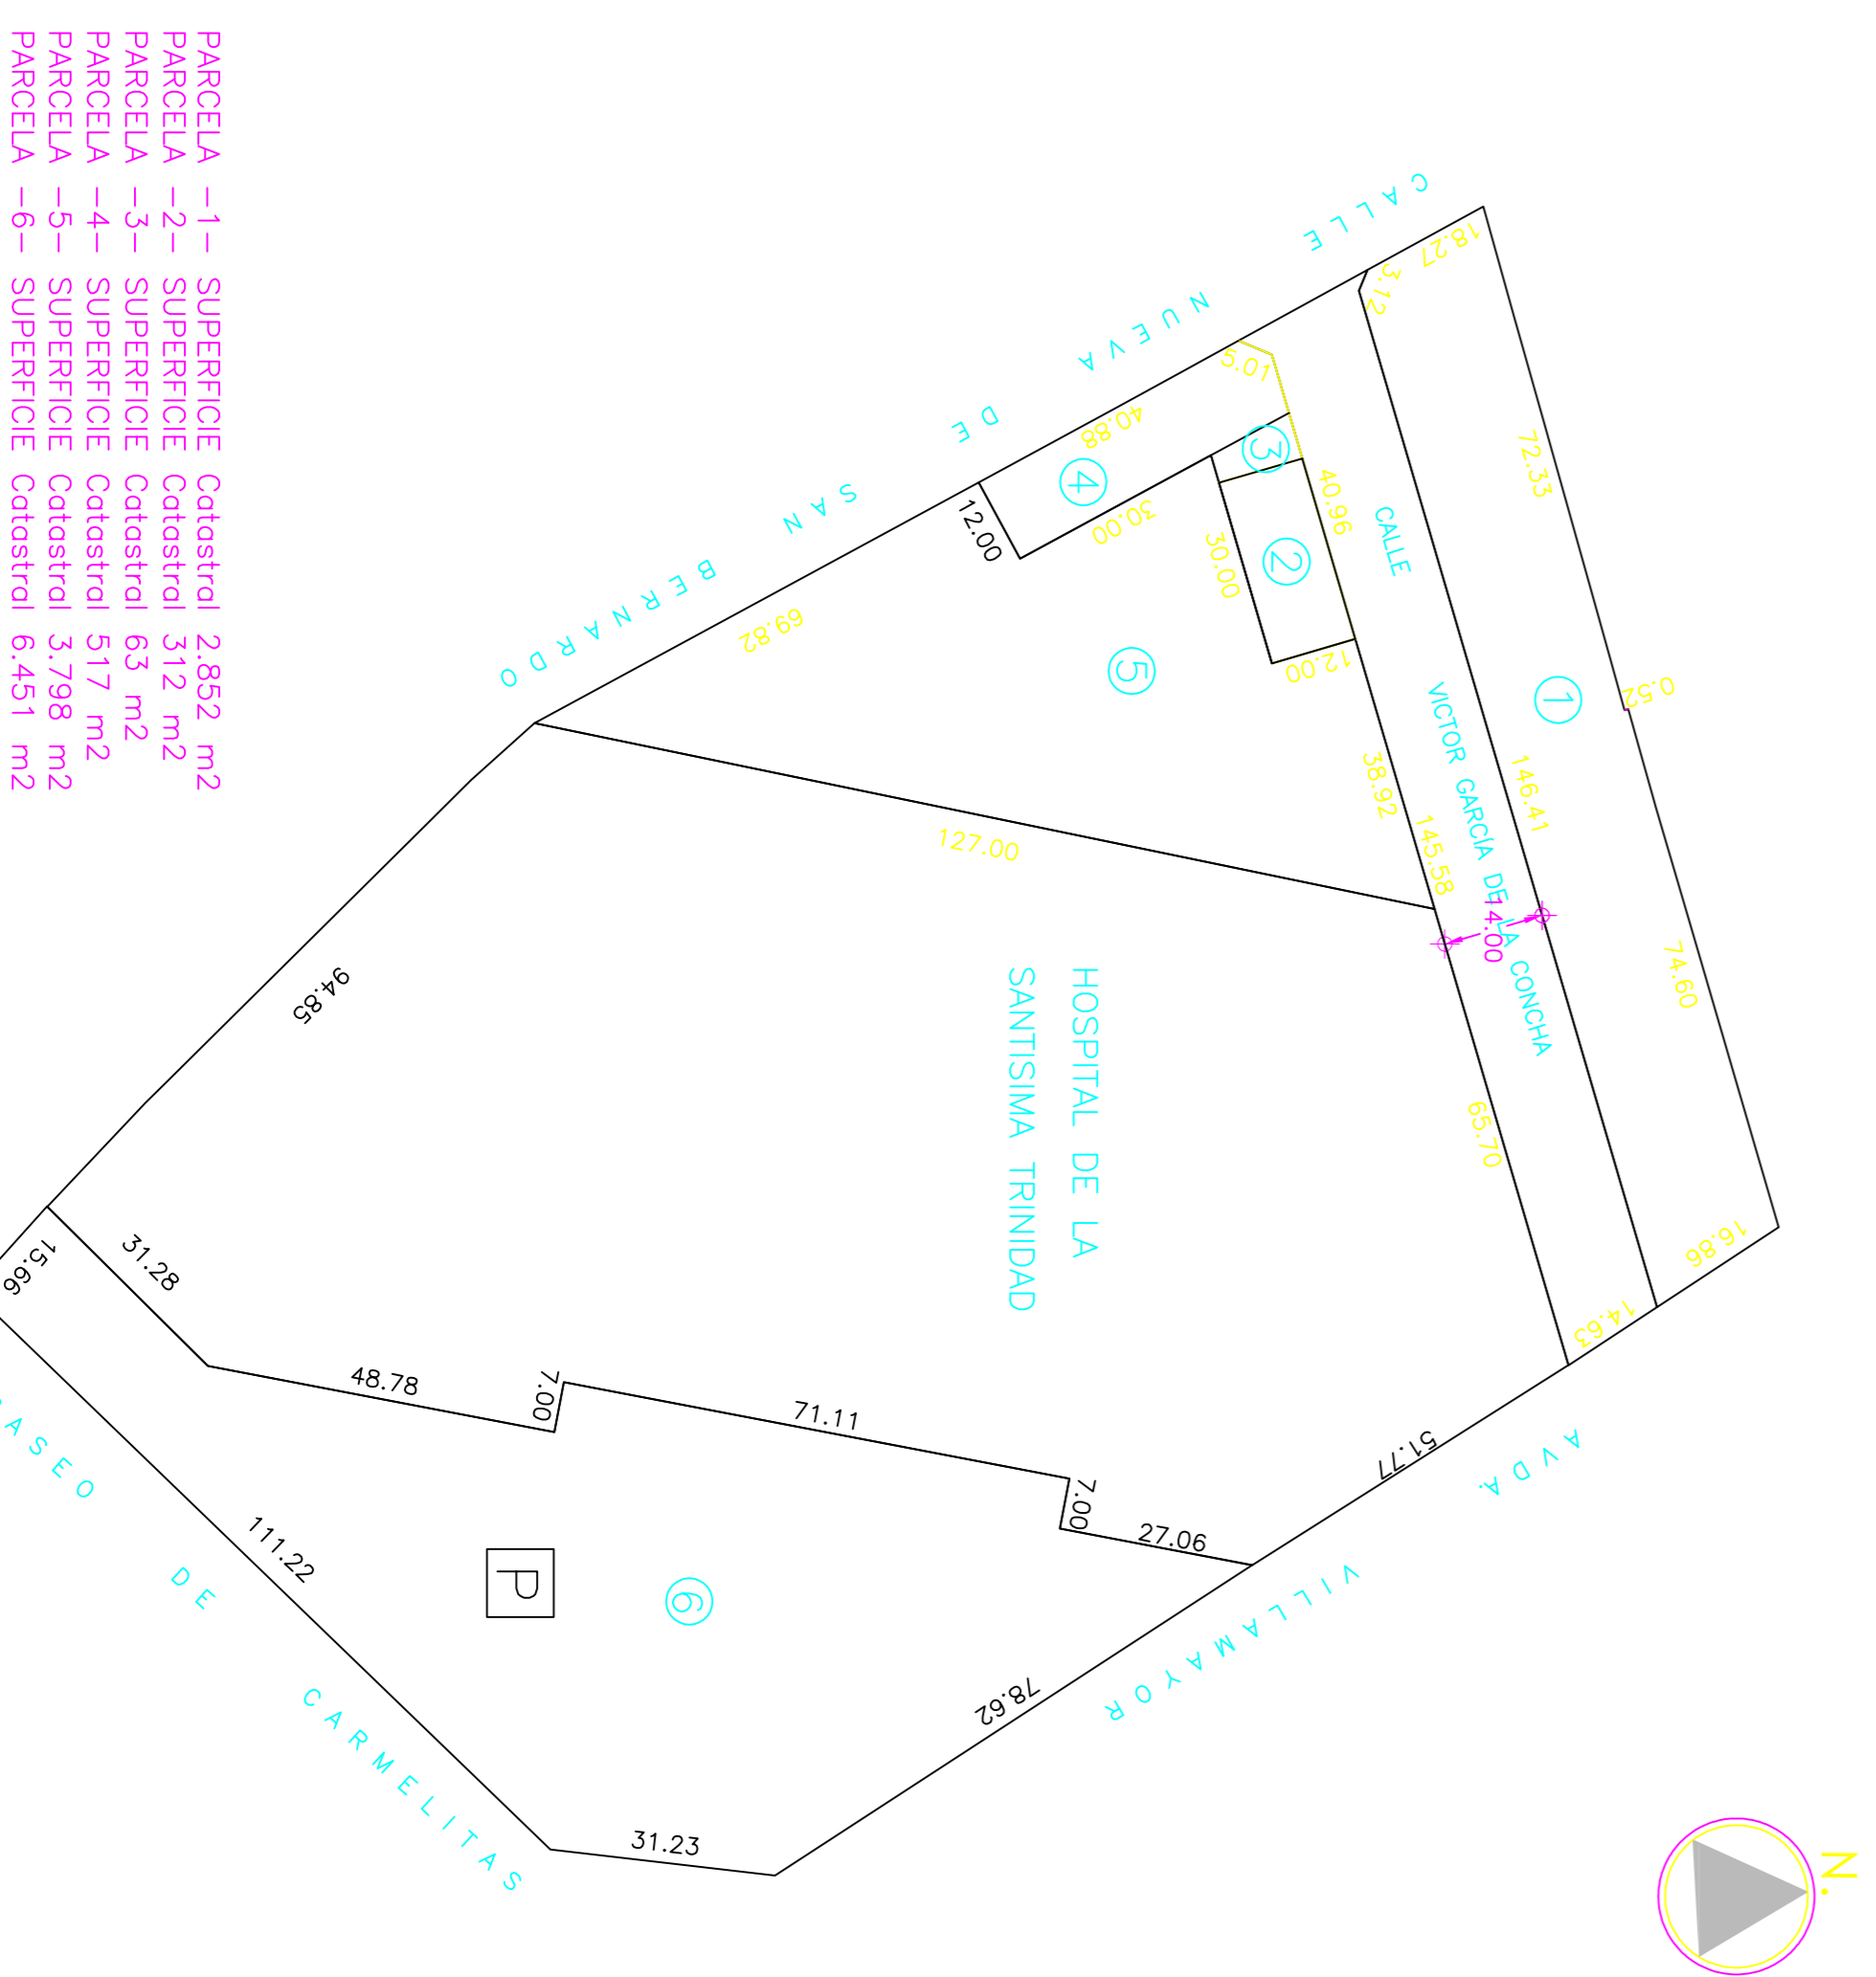 PARCELA -1- SUPERFICIE Catastral 2.852 m2
PARCELA -2- SUPERFICIE Catastral 312 m2
PARCELA -3- SUPERFICIE Catastral 63 m2
PARCELA -4- SUPERFICIE Catastral 517 m2
PARCELA -5- SUPERFICIE Catastral 3.798 m2
PARCELA -6- SUPERFICIE Catastral 6.451 m2
CALLE NUEVA DE SAN BERNARDO
18.27
3.12
72.33
0.52
74.60
16.86
146.41
1
CALLE VICTOR GARCÍA DE LA CONCHA
14.00
14.63
5.01
40.88
40.96
3
4
12.00
30.00
30.00
2
12.00
5
69.82
38.92
145.58
127.00
65.70
HOSPITAL DE LA
SANTISIMA TRINIDAD
94.85
15.66
31.28
48.78
7.00
71.11
7.00
27.06
51.77
AVDA. VILLAMAYOR
78.62
6
P
111.22
31.23
ASEO DE CARMELITAS
N.